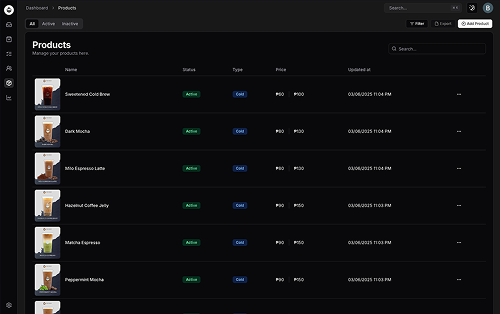 Dashboard > Products
Search...
B
All Active Inactive
Filter Export Add Product
Products
Manage your products here.
Search...
Name Status Type Price Updated at
Sweetened Cold Brew Active Cold ₱90 ₱100 03/06/2025 11:04 PM
Dark Mocha Active Cold ₱90 ₱130 03/06/2025 11:04 PM
Milo Espresso Latte Active Cold ₱90 ₱130 03/06/2025 11:04 PM
Hazelnut Coffee Jelly Active Cold ₱90 ₱150 03/06/2025 11:03 PM
Matcha Espresso Active Cold ₱90 ₱150 03/06/2025 11:03 PM
Peppermint Mocha Active Cold ₱90 ₱150 03/06/2025 11:03 PM